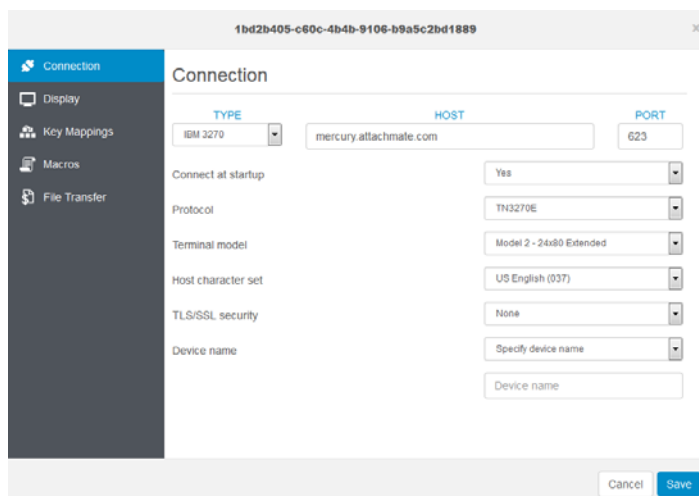 1bd2b405-c60c-4b4b-9106-b9a5c2bd1889
Connection
Display
Key Mappings
Macros
File Transfer
Connection
TYPE HOST PORT
IBM 3270 mercury.attachmate.com 623
Connect at startup Yes
Protocol TN3270E
Terminal model Model 2 - 24x80 Extended
Host character set US English (037)
TLS/SSL security None
Device name Specify device name
Device name
Cancel Save